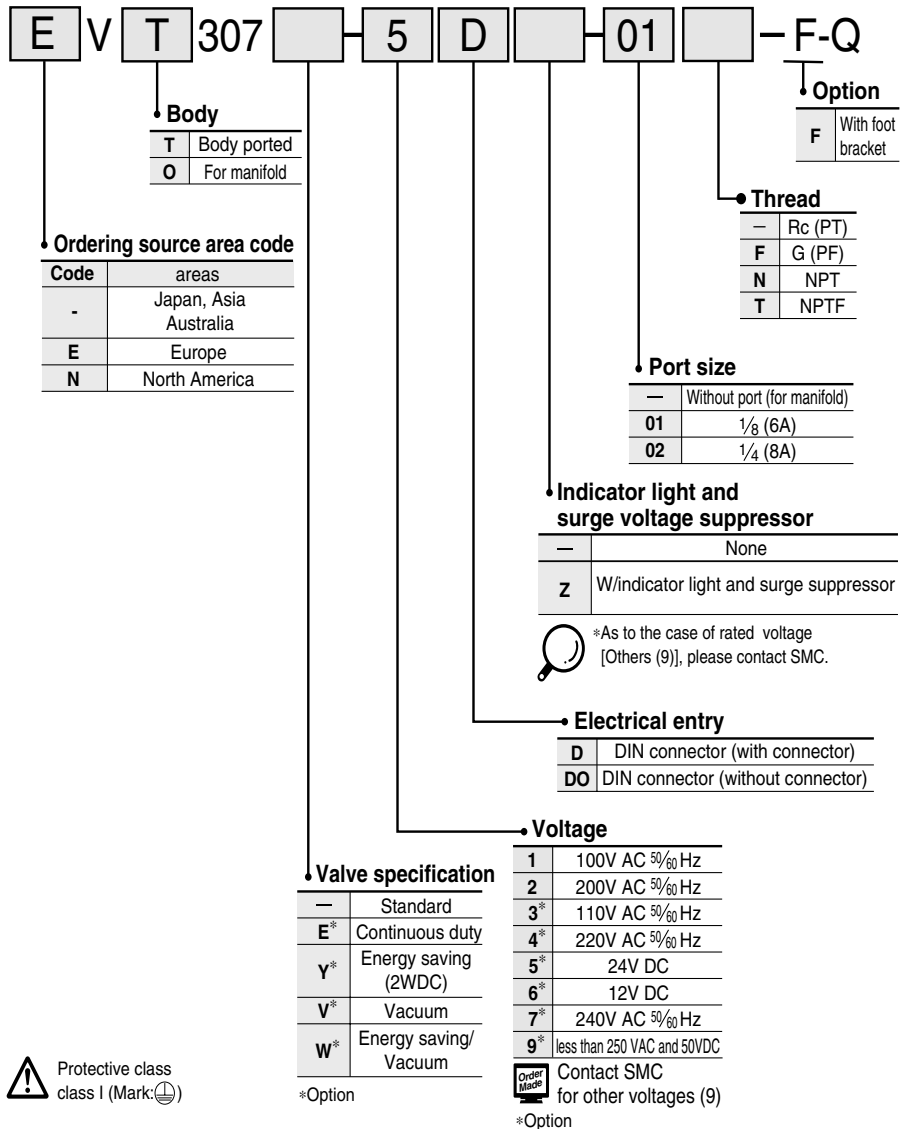 E V T 307 - 5 D - 01 - F-Q
Option
F With foot bracket
Body
T Body ported
O For manifold
Thread
— Rc (PT)
F G (PF)
N NPT
T NPTF
Ordering source area code
Code areas
- Japan, Asia Australia
E Europe
N North America
Port size
— Without port (for manifold)
01 1/8 (6A)
02 1/4 (8A)
Indicator light and
surge voltage suppressor
— None
Z W/indicator light and surge suppressor
*As to the case of rated voltage
[Others (9)], please contact SMC.
Electrical entry
D DIN connector (with connector)
DO DIN connector (without connector)
Voltage
1 100V AC 50/60 Hz
2 200V AC 50/60 Hz
3* 110V AC 50/60 Hz
4* 220V AC 50/60 Hz
5* 24V DC
6* 12V DC
7* 240V AC 50/60 Hz
9* less than 250 VAC and 50VDC
Order Made
Contact SMC
for other voltages (9)
*Option
Valve specification
— Standard
E* Continuous duty
Y* Energy saving (2WDC)
V* Vacuum
W* Energy saving/ Vacuum
*Option
Protective class
class I (Mark:⏚)